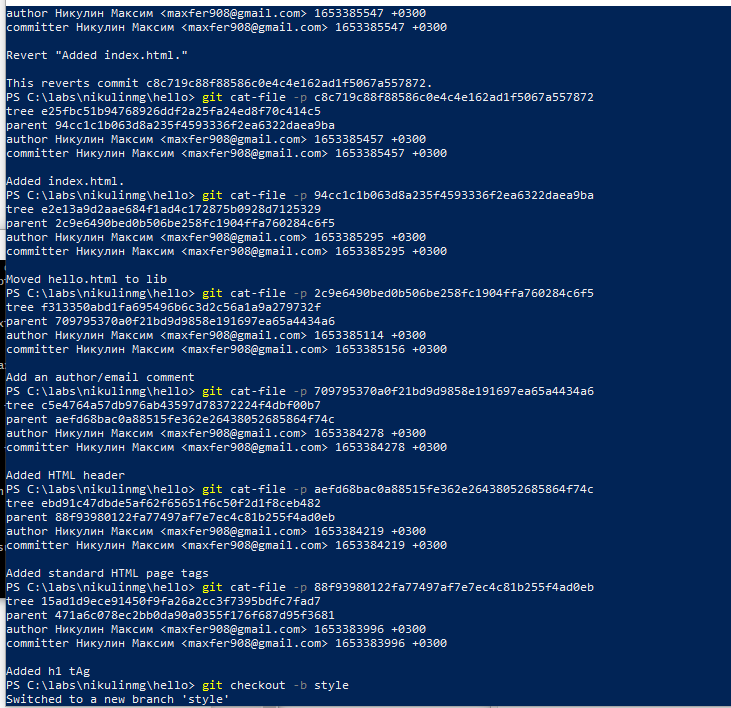 author Никулин Максим <maxfer908@gmail.com> 1653385547 +0300
committer Никулин Максим <maxfer908@gmail.com> 1653385547 +0300
Revert "Added index.html."
This reverts commit c8c719c88f88586c0e4c4e162ad1f5067a557872.
PS C:\labs\nikulinmg\hello> git cat-file -p c8c719c88f88586c0e4c4e162ad1f5067a557872
tree e25fbc51b94768926ddf2a25fa24ed8f70c414c5
parent 94cc1c1b063d8a235f4593336f2ea6322daea9ba
author Никулин Максим <maxfer908@gmail.com> 1653385457 +0300
committer Никулин Максим <maxfer908@gmail.com> 1653385457 +0300
Added index.html.
PS C:\labs\nikulinmg\hello> git cat-file -p 94cc1c1b063d8a235f4593336f2ea6322daea9ba
tree e2e13a9d2aae684f1ad4c172875b0928d7125329
parent 2c9e6490bed0b506be258fc1904ffa760284c6f5
author Никулин Максим <maxfer908@gmail.com> 1653385295 +0300
committer Никулин Максим <maxfer908@gmail.com> 1653385295 +0300
Moved hello.html to lib
PS C:\labs\nikulinmg\hello> git cat-file -p 2c9e6490bed0b506be258fc1904ffa760284c6f5
tree f313350abd1fa695496b6c3d2c56a1a9a279732f
parent 709795370a0f21bd9d9858e191697ea65a4434a6
author Никулин Максим <maxfer908@gmail.com> 1653385114 +0300
committer Никулин Максим <maxfer908@gmail.com> 1653385156 +0300
Add an author/email comment
PS C:\labs\nikulinmg\hello> git cat-file -p 709795370a0f21bd9d9858e191697ea65a4434a6
tree c5e4764a57db976ab43597d78372224f4dbf00b7
parent aefd68bac0a88515fe362e26438052685864f74c
author Никулин Максим <maxfer908@gmail.com> 1653384278 +0300
committer Никулин Максим <maxfer908@gmail.com> 1653384278 +0300
Added HTML header
PS C:\labs\nikulinmg\hello> git cat-file -p aefd68bac0a88515fe362e26438052685864f74c
tree ebd91c47dbde5af62f65651f6c50f2d1f8ceb482
parent 88f93980122fa77497af7e7ec4c81b255f4ad0eb
author Никулин Максим <maxfer908@gmail.com> 1653384219 +0300
committer Никулин Максим <maxfer908@gmail.com> 1653384219 +0300
Added standard HTML page tags
PS C:\labs\nikulinmg\hello> git cat-file -p 88f93980122fa77497af7e7ec4c81b255f4ad0eb
tree 15ad1d9ece91450f9fa26a2cc3f7395bdfc7fad7
parent 471a6c078ec2bb0da90a0355f176f687d95f3681
author Никулин Максим <maxfer908@gmail.com> 1653383996 +0300
committer Никулин Максим <maxfer908@gmail.com> 1653383996 +0300
Added h1 tAg
PS C:\labs\nikulinmg\hello> git checkout -b style
Switched to a new branch 'style'